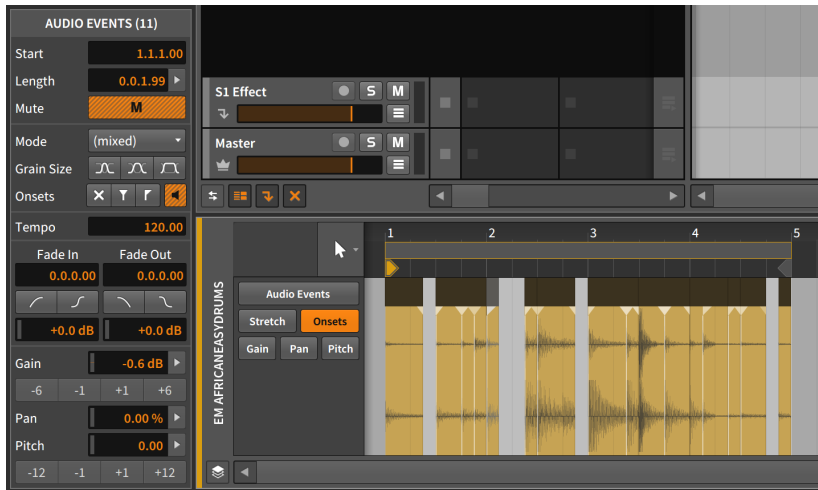 AUDIO EVENTS (11)
Start 1.1.1.00
Length 0.0.1.99
Mute M
Mode (mixed)
Grain Size
Onsets
Tempo 120.00
Fade In Fade Out
0.0.0.00 0.0.0.00
+0.0 dB +0.0 dB
Gain -0.6 dB
-6 -1 +1 +6
Pan 0.00 %
Pitch 0.00
-12 -1 +1 +12
S1 Effect S M
Master S M
1 2 3 4 5
EM AFRICANEASYDRUMS
Audio Events
Stretch Onsets
Gain Pan Pitch